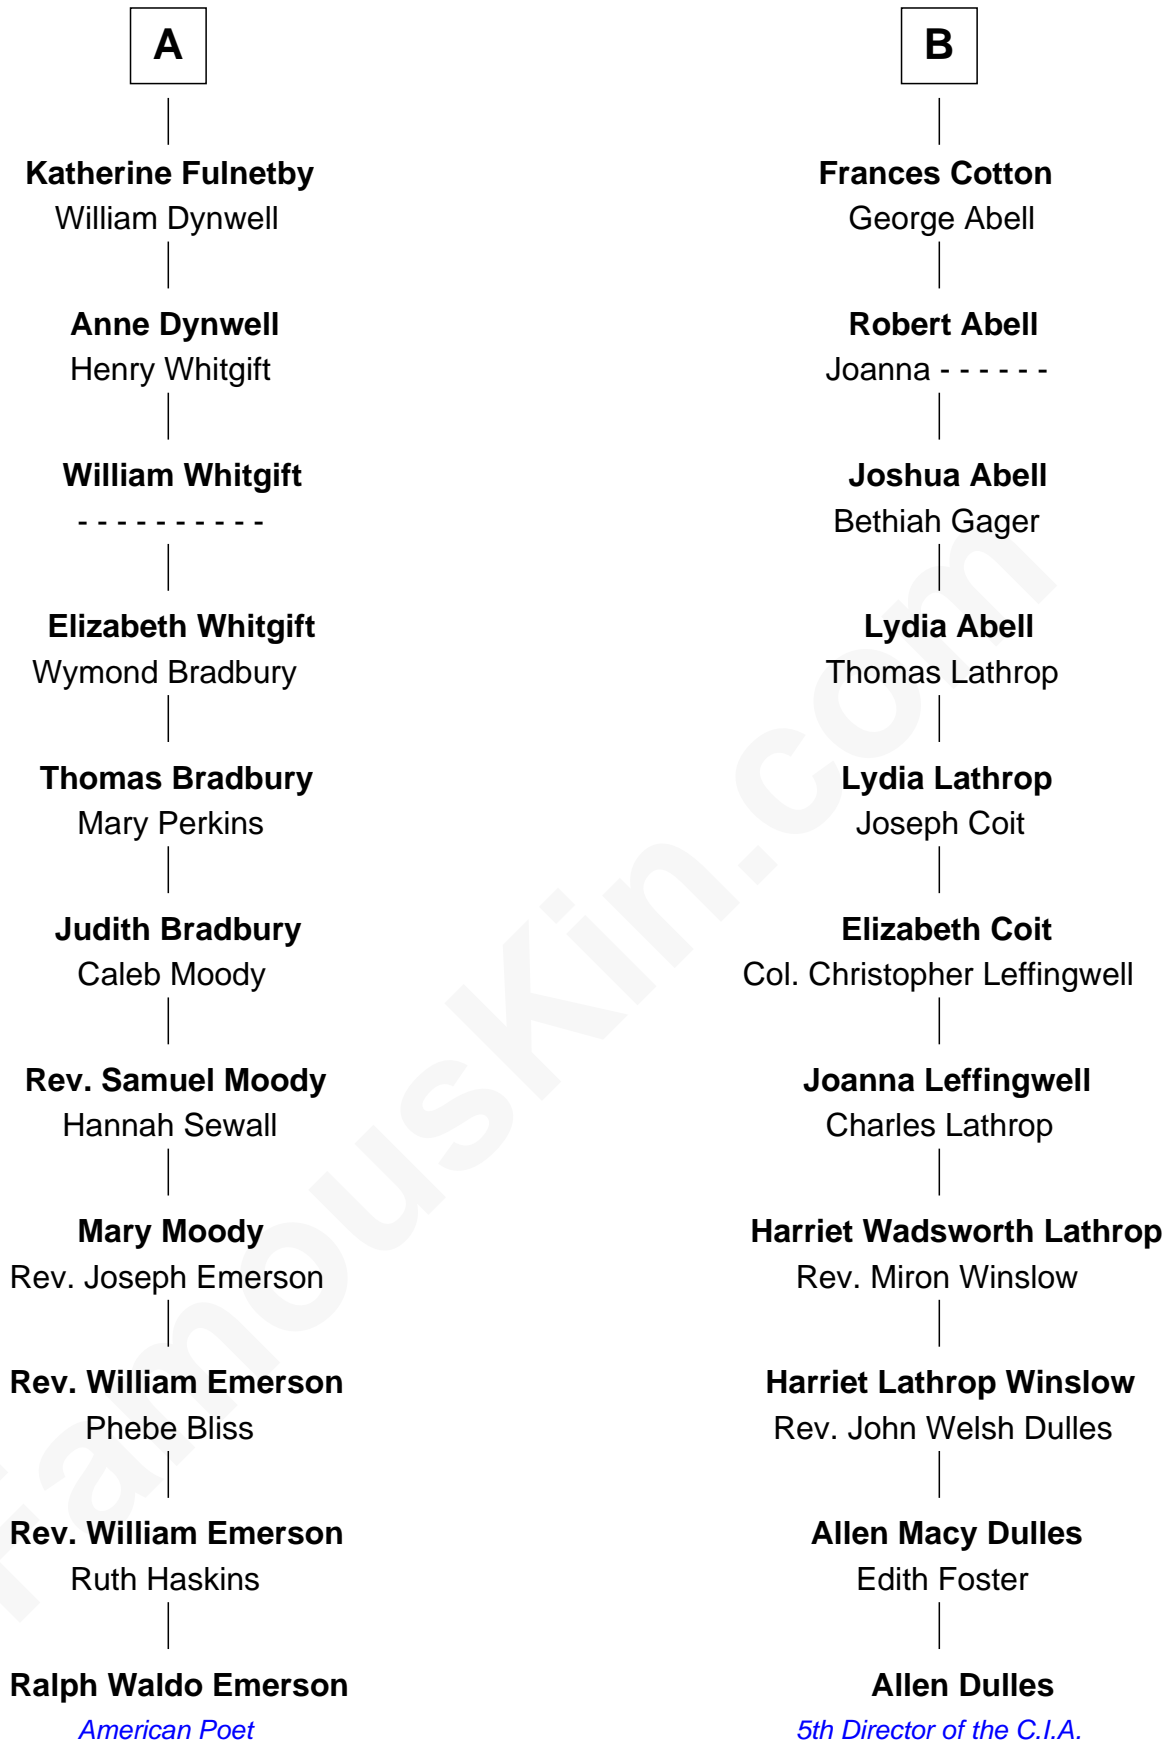 A
Katherine Fulnetby
William Dynwell
Anne Dynwell
Henry Whitgift
William Whitgift
- - - - - - - - - -
Elizabeth Whitgift
Wymond Bradbury
Thomas Bradbury
Mary Perkins
Judith Bradbury
Caleb Moody
Rev. Samuel Moody
Hannah Sewall
Mary Moody
Rev. Joseph Emerson
Rev. William Emerson
Phebe Bliss
Rev. William Emerson
Ruth Haskins
Ralph Waldo Emerson
American Poet
B
Frances Cotton
George Abell
Robert Abell
Joanna - - - - - -
Joshua Abell
Bethiah Gager
Lydia Abell
Thomas Lathrop
Lydia Lathrop
Joseph Coit
Elizabeth Coit
Col. Christopher Leffingwell
Joanna Leffingwell
Charles Lathrop
Harriet Wadsworth Lathrop
Rev. Miron Winslow
Harriet Lathrop Winslow
Rev. John Welsh Dulles
Allen Macy Dulles
Edith Foster
Allen Dulles
5th Director of the C.I.A.
FamousKin.com